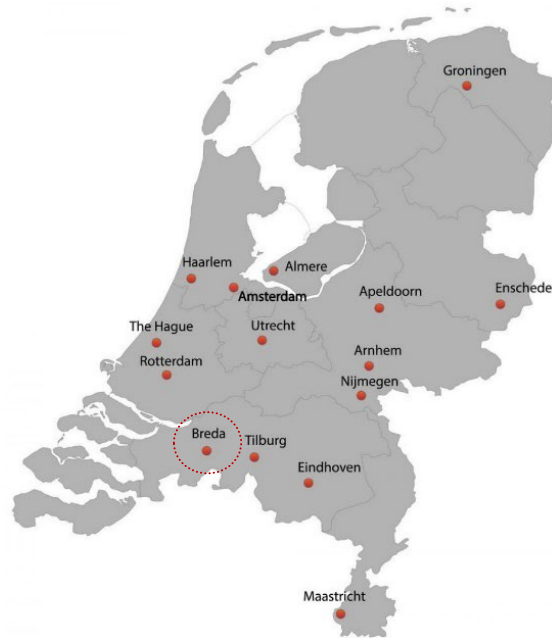 Groningen
Haarlem
Almere
Amsterdam
Apeldoorn
Enschede
The Hague
Utrecht
Rotterdam
Arnhem
Nijmegen
Breda
Tilburg
Eindhoven
Maastricht